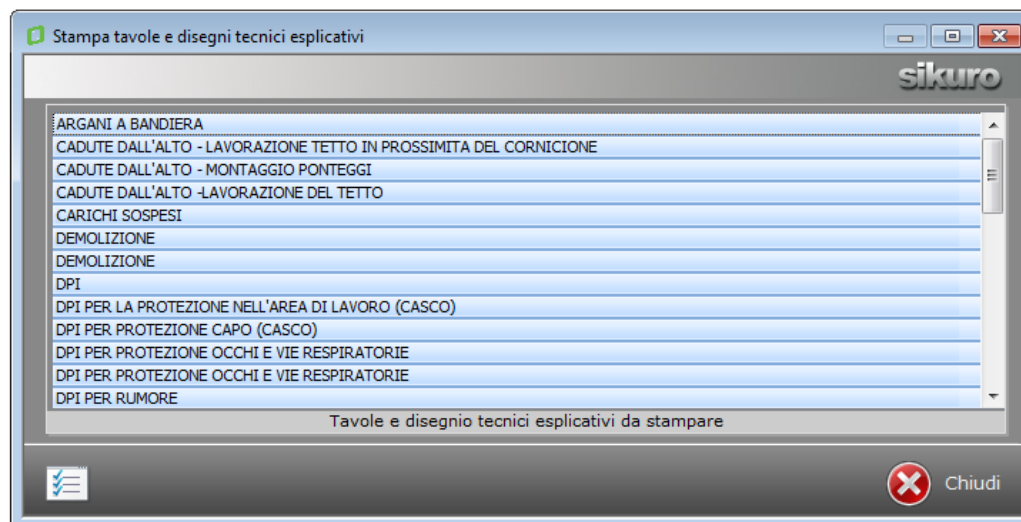 Stampa tavole e disegni tecnici esplicativi
sikuro
ARGANI A BANDIERA
CADUTE DALL'ALTO - LAVORAZIONE TETTO IN PROSSIMITA DEL CORNICIONE
CADUTE DALL'ALTO - MONTAGGIO PONTEGGI
CADUTE DALL'ALTO -LAVORAZIONE DEL TETTO
CARICHI SOSPESI
DEMOLIZIONE
DEMOLIZIONE
DPI
DPI PER LA PROTEZIONE NELL'AREA DI LAVORO (CASCO)
DPI PER PROTEZIONE CAPO (CASCO)
DPI PER PROTEZIONE OCCHI E VIE RESPIRATORIE
DPI PER PROTEZIONE OCCHI E VIE RESPIRATORIE
DPI PER RUMORE
Tavole e disegnio tecnici esplicativi da stampare
Chiudi